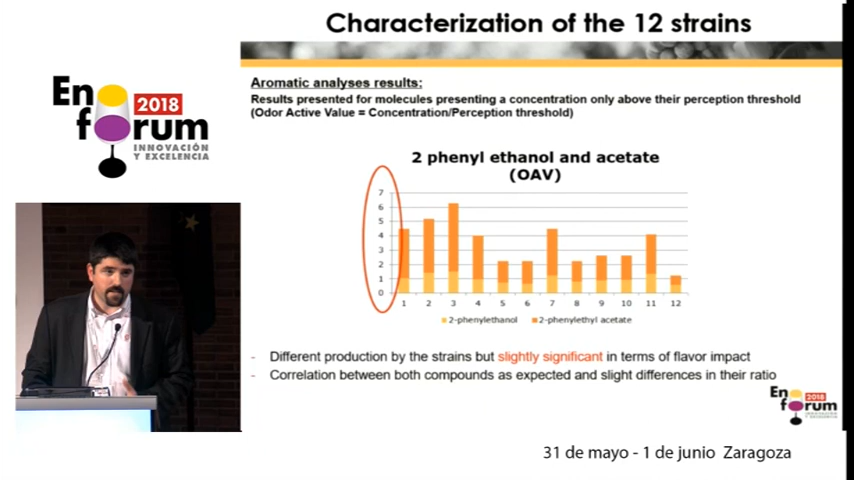 Characterization of the 12 strains
Aromatic analyses results:
Results presented for molecules presenting a concentration only above their perception threshold
(Odor Active Value = Concentration/Perception threshold)
Eno
2018
forum
INNOVACIÓN
Y EXCELENCIA
2 phenyl ethanol and acetate
(OAV)
7
6
5
4
3
2
1
0
1 2 3 4 5 6 7 8 9 10 11 12
2-phenylethanol 2-phenylethyl acetate
- Different production by the strains but slightly significant in terms of flavor impact
- Correlation between both compounds as expected and slight differences in their ratio
Eno
2018
forum
31 de mayo - 1 de junio Zaragoza